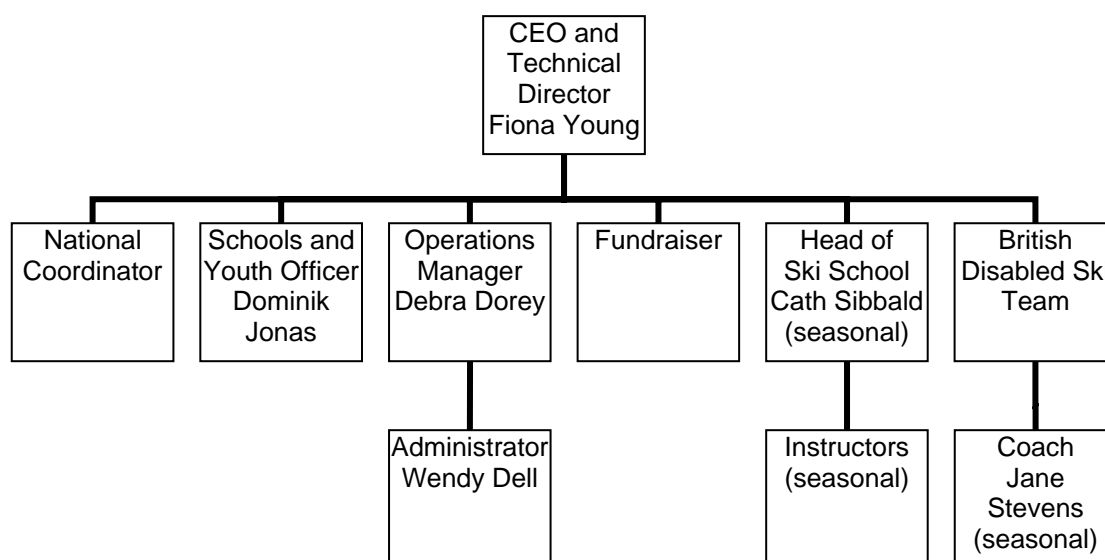 CEO and
Technical
Director
Fiona Young
National
Coordinator
Schools and
Youth Officer
Dominik
Jonas
Operations
Manager
Debra Dorey
Fundraiser
Head of
Ski School
Cath Sibbald
(seasonal)
British
Disabled Sk
Team
Administrator
Wendy Dell
Instructors
(seasonal)
Coach
Jane
Stevens
(seasonal)